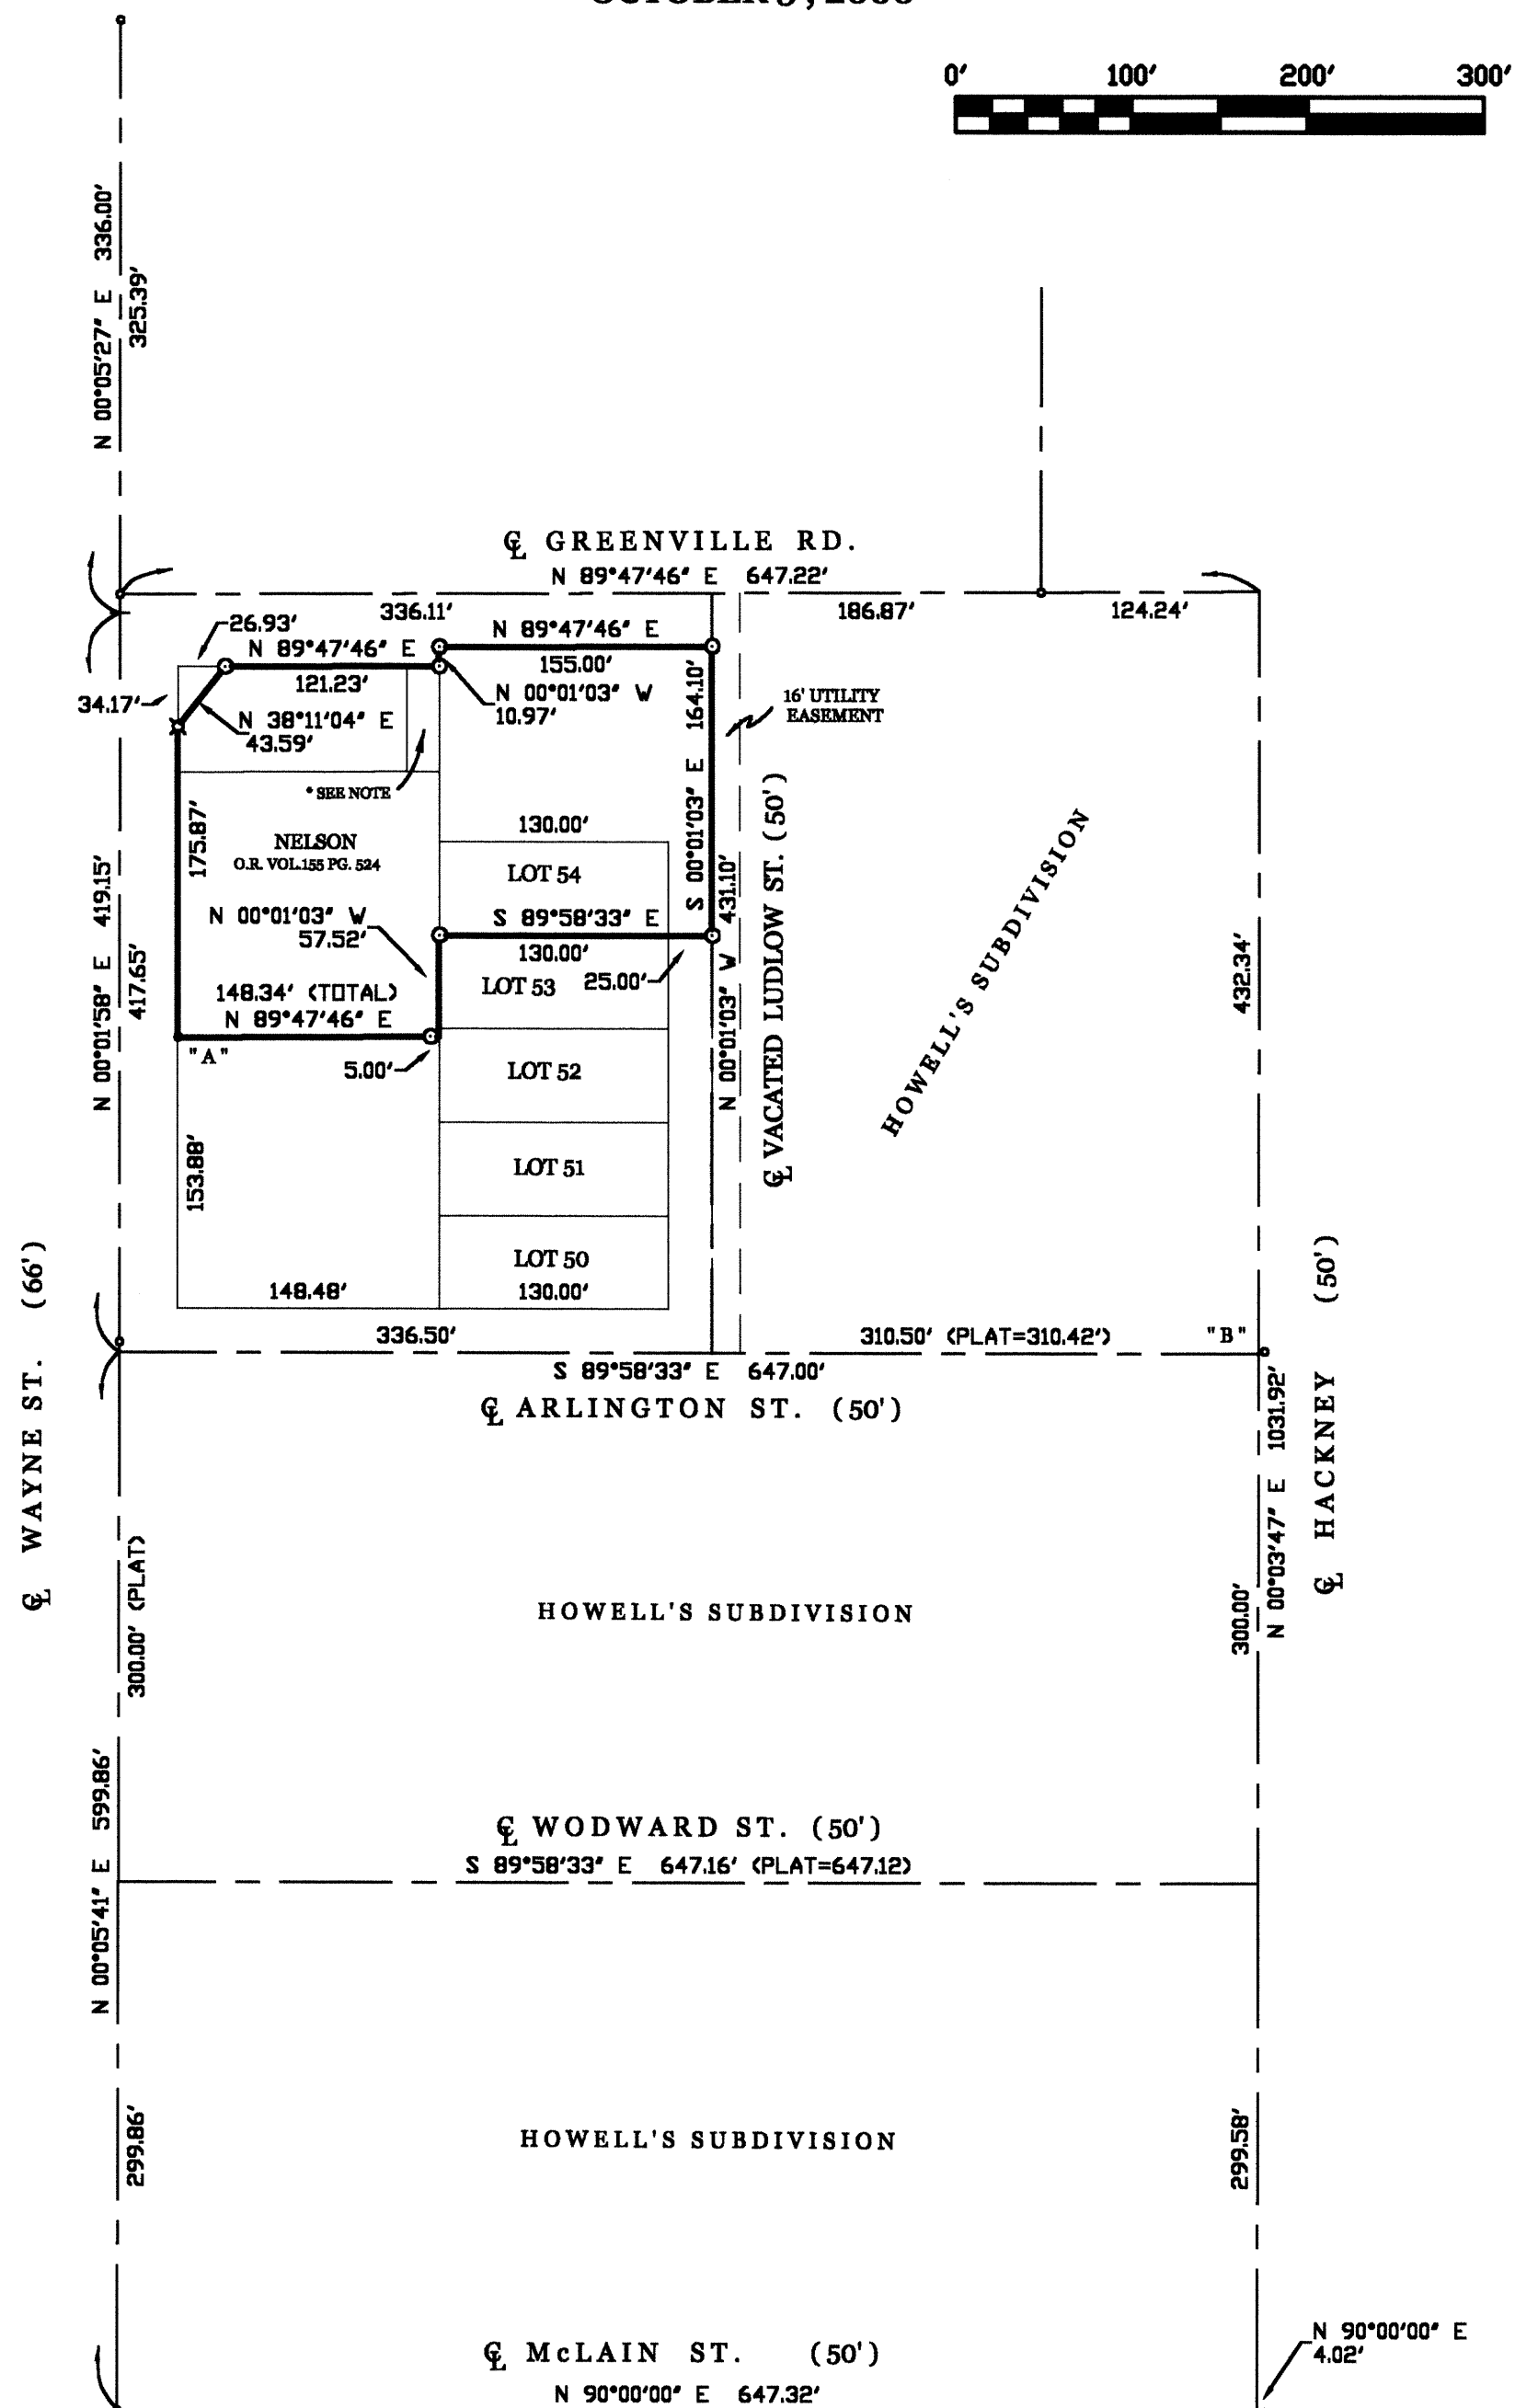 0' 100' 200' 300'
N 00°05'27" E 336.00'
325.39'
℄ GREENVILLE RD.
N 89°47'46" E 647.22'
336.11'
186.87'
124.24'
26.93'
N 89°47'46" E
121.23'
N 89°47'46" E
155.00'
34.17'
N 38°11'04" E
43.59'
N 00°01'03" W
10.97'
S 00°01'03" E 164.10'
16' UTILITY
EASEMENT
* SEE NOTE
175.87'
NELSON
O.R. VOL.155 PG. 524
130.00'
LOT 54
N 00°01'03" W
57.52'
S 89°58'33" E
130.00'
LOT 53
25.00'
148.34' (TOTAL)
N 89°47'46" E
"A"
5.00'
LOT 52
LOT 51
LOT 50
130.00'
N 00°01'03" W 431.10'
℄ VACATED LUDLOW ST. (50')
HOWELL'S SUBDIVISION
432.34'
N 00°01'58" E 419.15'
417.65'
153.88'
148.48'
336.50'
310.50' (PLAT=310.42')
"B"
S 89°58'33" E 647.00'
℄ ARLINGTON ST. (50')
℄ WAYNE ST. (66')
℄ HACKNEY (50')
N 00°03'47" E 1031.92'
300.00' (PLAT)
300.00'
HOWELL'S SUBDIVISION
N 00°05'41" E 599.86'
℄ WODWARD ST. (50')
S 89°58'33" E 647.16' (PLAT=647.12)
299.86'
299.58'
HOWELL'S SUBDIVISION
℄ McLAIN ST. (50')
N 90°00'00" E 647.32'
N 90°00'00" E
4.02'